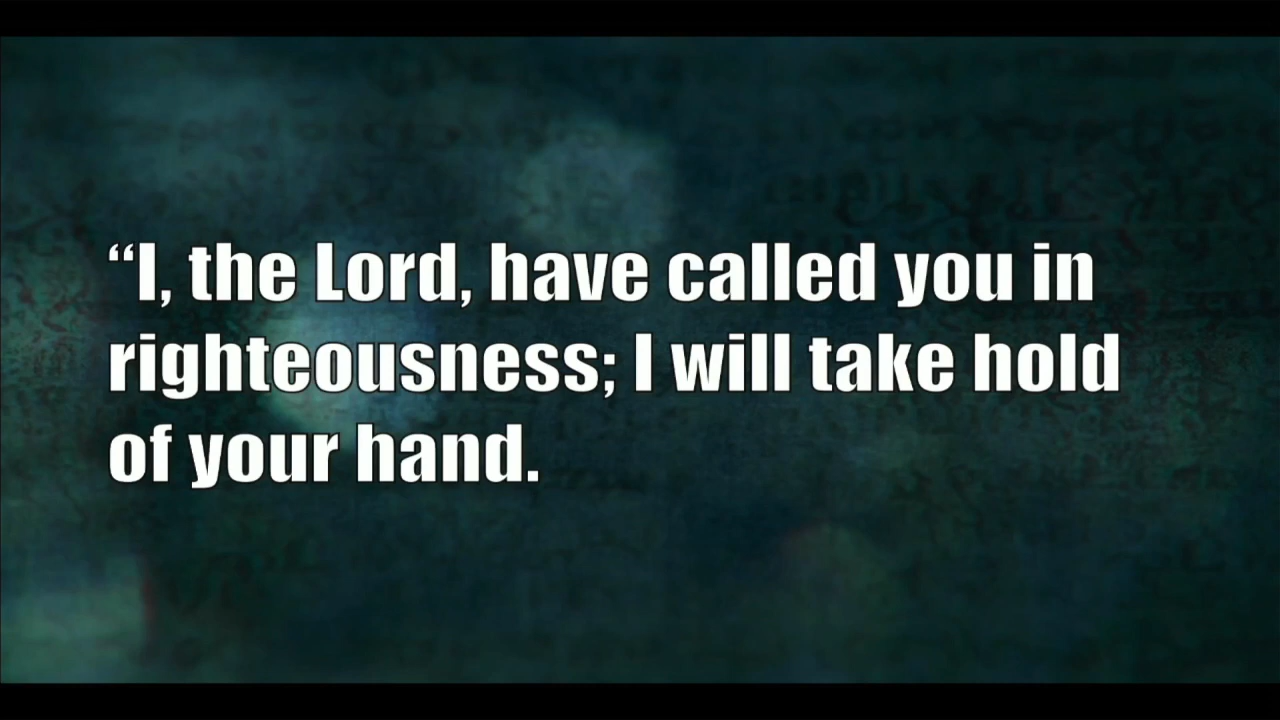 “I, the Lord, have called you in
righteousness; I will take hold
of your hand.